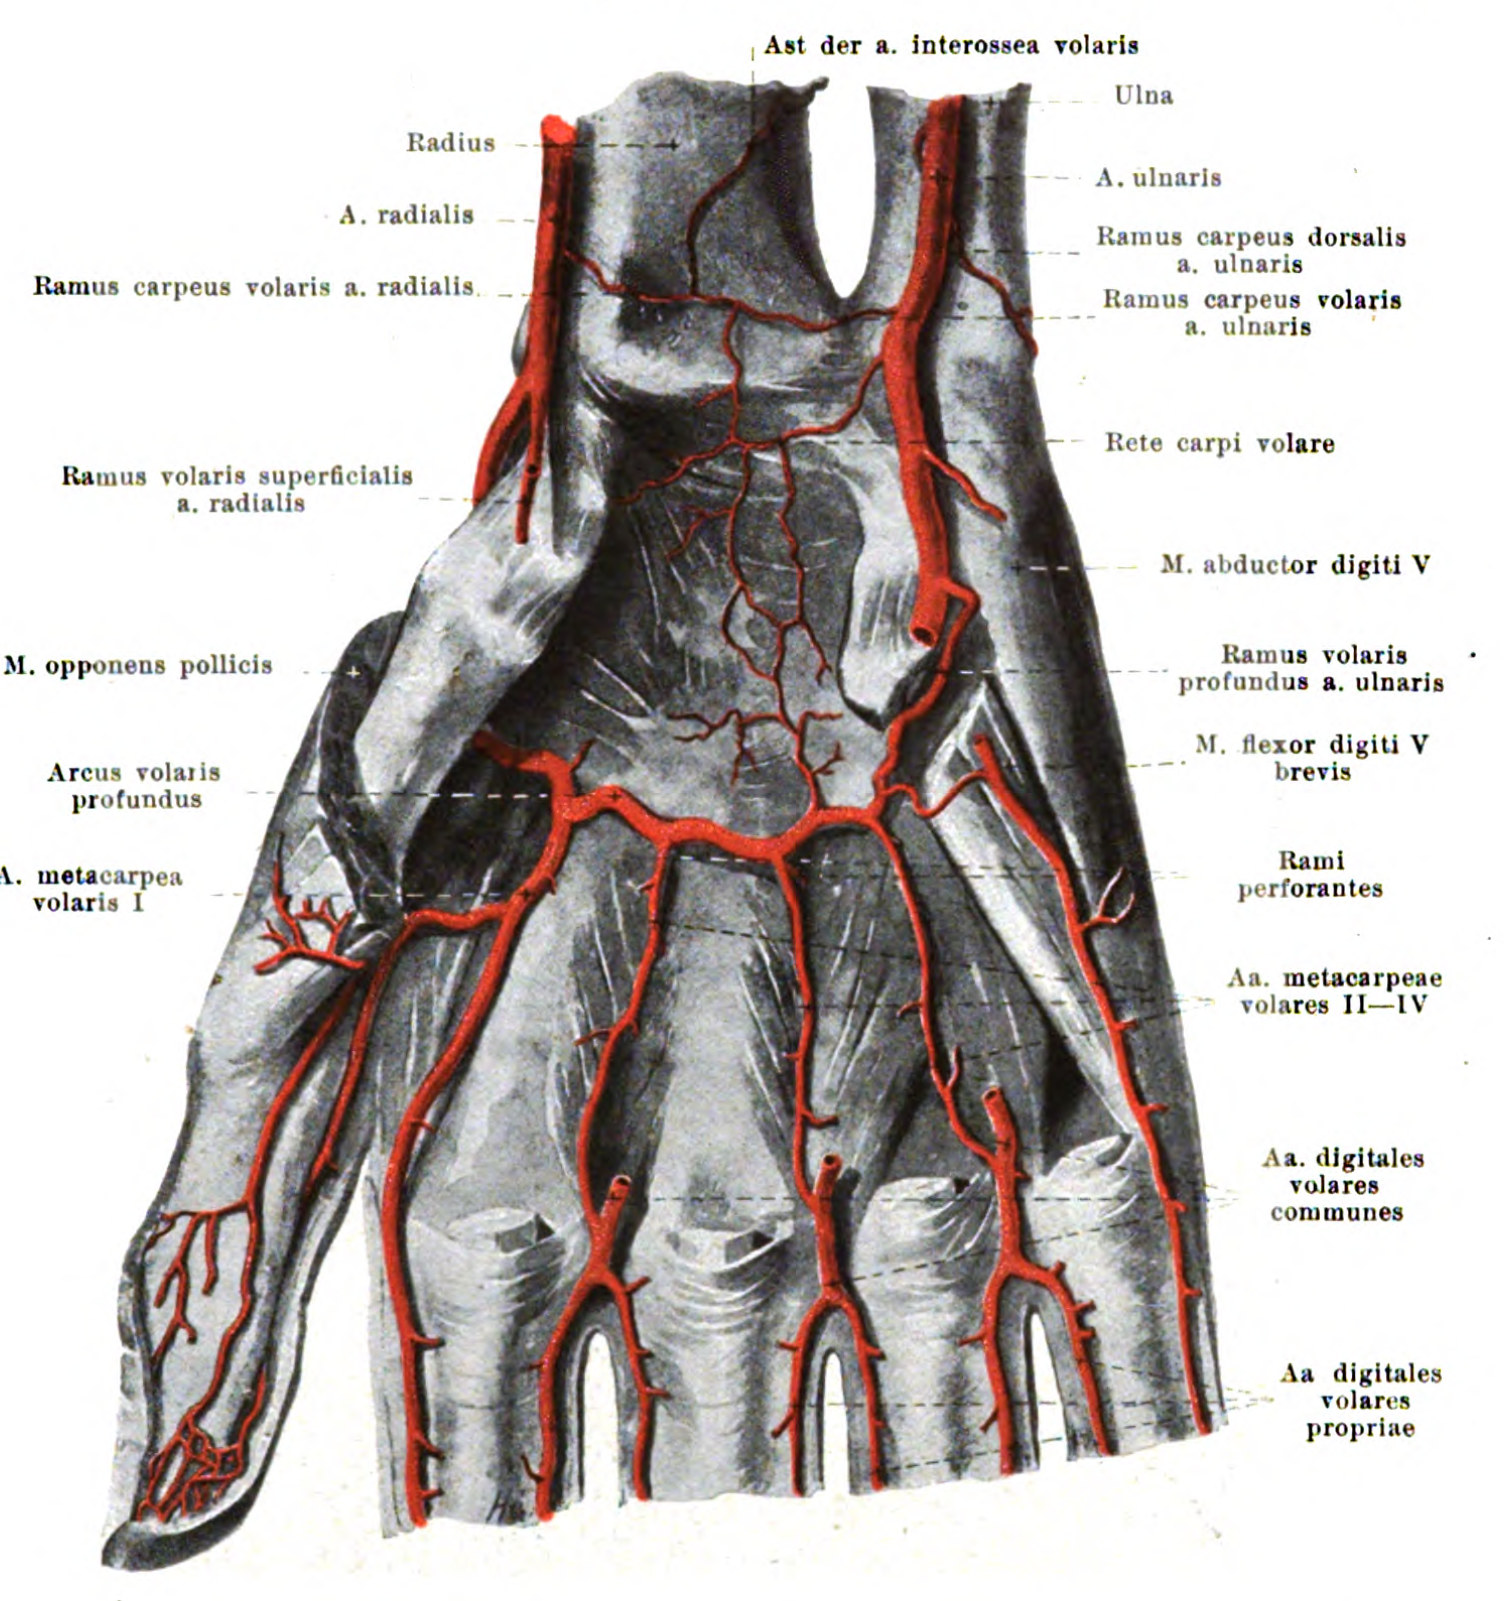 Ast der a. interossea volaris
Ulna
Radius
A. ulnaris
A. radialis
Ramus carpeus dorsalis
a. ulnaris
Ramus carpeus volaris a. radialis
Ramus carpeus volaris
a. ulnaris
Rete carpi volare
Ramus volaris superficialis
a. radialis
M. abductor digiti V
M. opponens pollicis
Ramus volaris
profundus a. ulnaris
M. flexor digiti V
brevis
Arcus volaris
profundus
Rami
perforantes
A. metacarpea
volaris I
Aa. metacarpeae
volares II—IV
Aa. digitales
volares
communes
Aa digitales
volares
propriae